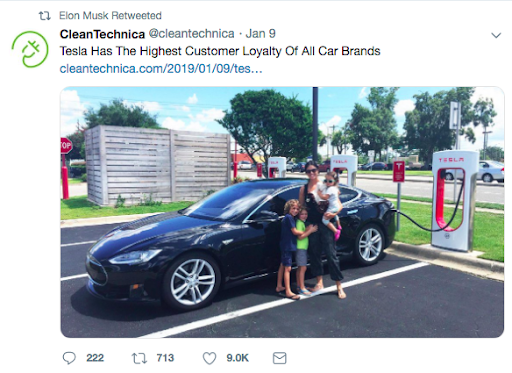 Elon Musk Retweeted
CleanTechnica @cleantechnica · Jan 9
Tesla Has The Highest Customer Loyalty Of All Car Brands
cleantechnica.com/2019/01/09/tes…
TESLA
TESLA
TESLA
222
713
9.0K